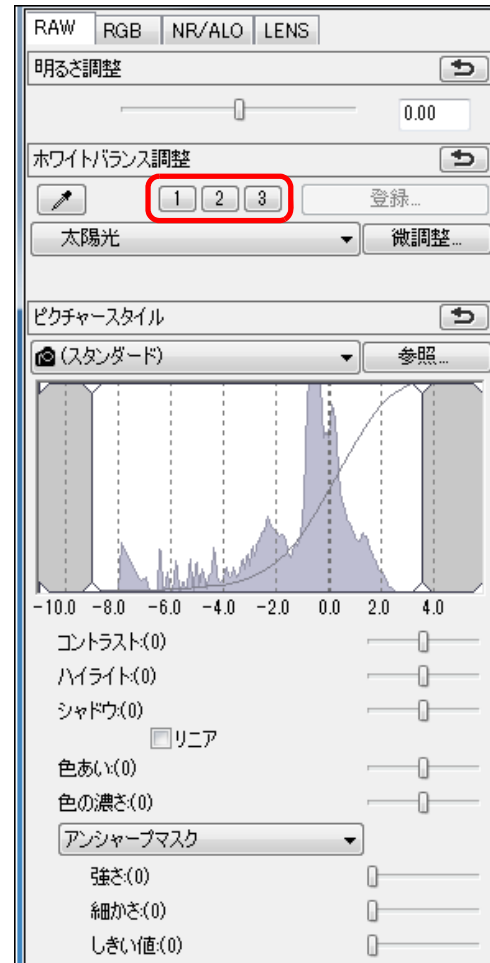 RAW RGB NR/ALO LENS
明るさ調整
0.00
ホワイトバランス調整
1 2 3 登録...
太陽光 微調整...
ピクチャースタイル
(スタンダード) 参照...
-10.0 -8.0 -6.0 -4.0 -2.0 0.0 2.0 4.0
コントラスト:(0)
ハイライト:(0)
シャドウ:(0)
リニア
色あい:(0)
色の濃さ:(0)
アンシャープマスク
強さ:(0)
細かさ:(0)
しきい値:(0)